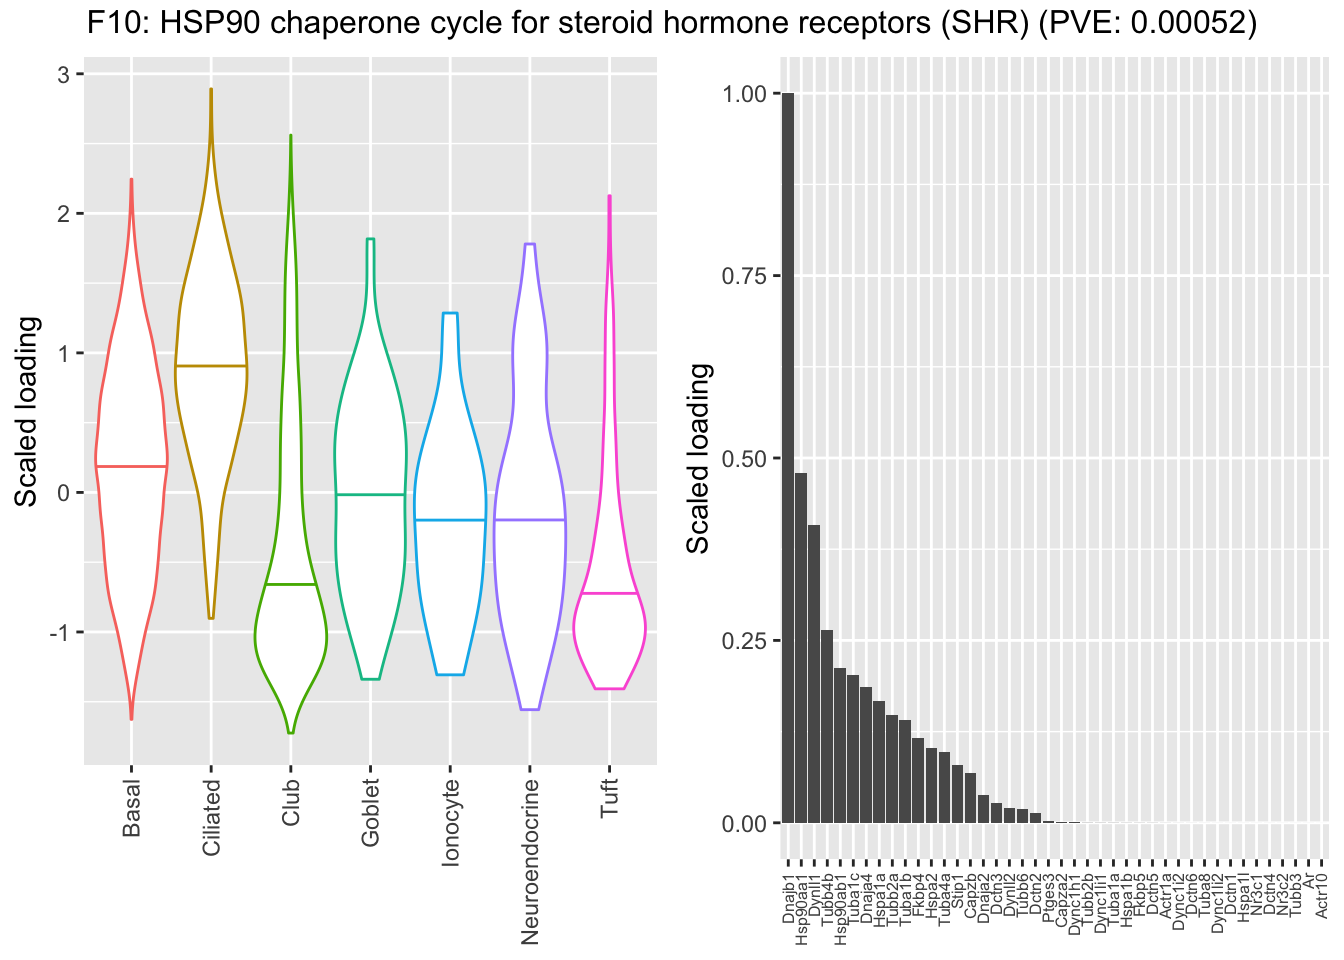 F10: HSP90 chaperone cycle for steroid hormone receptors (SHR) (PVE: 0.00052)
Scaled loading
3
2
1
0
-1
Basal
Ciliated
Club
Goblet
Ionocyte
Neuroendocrine
Tuft
Scaled loading
1.00
0.75
0.50
0.25
0.00
Dnajb1
Hsp90aa1
Dynll1
Tubb4b
Hsp90ab1
Tuba1c
Dnaja4
Hspa1a
Tubb2a
Tuba1b
Fkbp4
Hspa2
Tuba4a
Stip1
Capzb
Dnaja2
Dctn3
Dynll2
Tubb6
Dctn2
Ptges3
Capza2
Dync1h1
Tubb2b
Dync1li1
Tuba1a
Hspa1b
Fkbp5
Dctn5
Actr1a
Dync1i2
Dctn6
Tuba8
Dync1li2
Dctn1
Hspa1l
Nr3c1
Dctn4
Nr3c2
Tubb3
Ar
Actr10